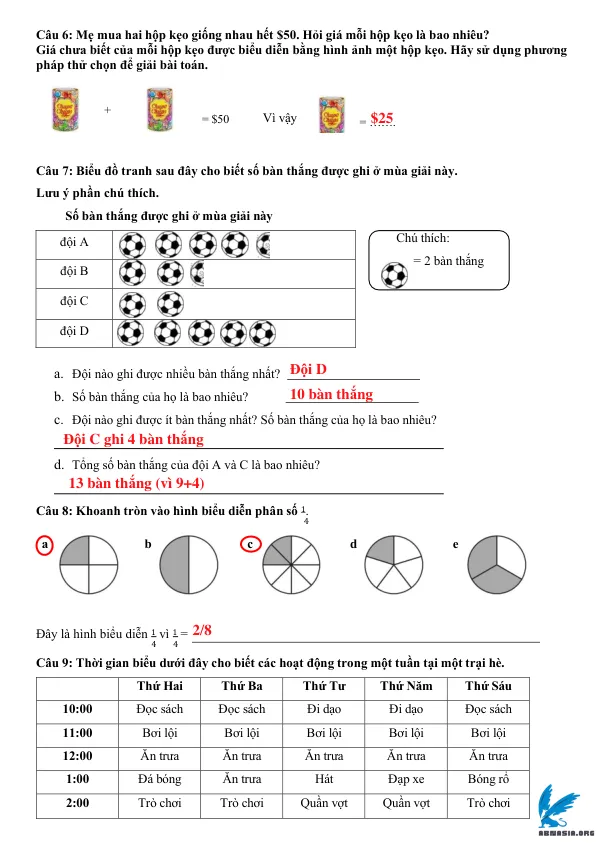 Câu 6: Mẹ mua hai hộp kẹo giống nhau hết $50. Hỏi giá mỗi hộp kẹo là bao nhiêu?
Giá chưa biết của mỗi hộp kẹo được biểu diễn bằng hình ảnh một hộp kẹo. Hãy sử dụng phương
pháp thử chọn để giải bài toán.
+ = $50 Vì vậy = $25
Câu 7: Biểu đồ tranh sau đây cho biết số bàn thắng được ghi ở mùa giải này.
Lưu ý phần chú thích.
Số bàn thắng được ghi ở mùa giải này
đội A
đội B
đội C
đội D
Chú thích:
= 2 bàn thắng
a. Đội nào ghi được nhiều bàn thắng nhất? Đội D
b. Số bàn thắng của họ là bao nhiêu? 10 bàn thắng
c. Đội nào ghi được ít bàn thắng nhất? Số bàn thắng của họ là bao nhiêu?
Đội C ghi 4 bàn thắng
d. Tổng số bàn thắng của đội A và C là bao nhiêu?
13 bàn thắng (vì 9+4)
Câu 8: Khoanh tròn vào hình biểu diễn phân số 1/4.
a b c d e
Đây là hình biểu diễn 1/4 vì 1/4 = 2/8
Câu 9: Thời gian biểu dưới đây cho biết các hoạt động trong một tuần tại một trại hè.
Thứ Hai Thứ Ba Thứ Tư Thứ Năm Thứ Sáu
10:00 Đọc sách Đọc sách Đi dạo Đi dạo Đọc sách
11:00 Bơi lội Bơi lội Bơi lội Bơi lội Bơi lội
12:00 Ăn trưa Ăn trưa Ăn trưa Ăn trưa Ăn trưa
1:00 Đá bóng Ăn trưa Hát Đạp xe Bóng rổ
2:00 Trò chơi Trò chơi Quần vợt Quần vợt Trò chơi
ABMASIA.ORG